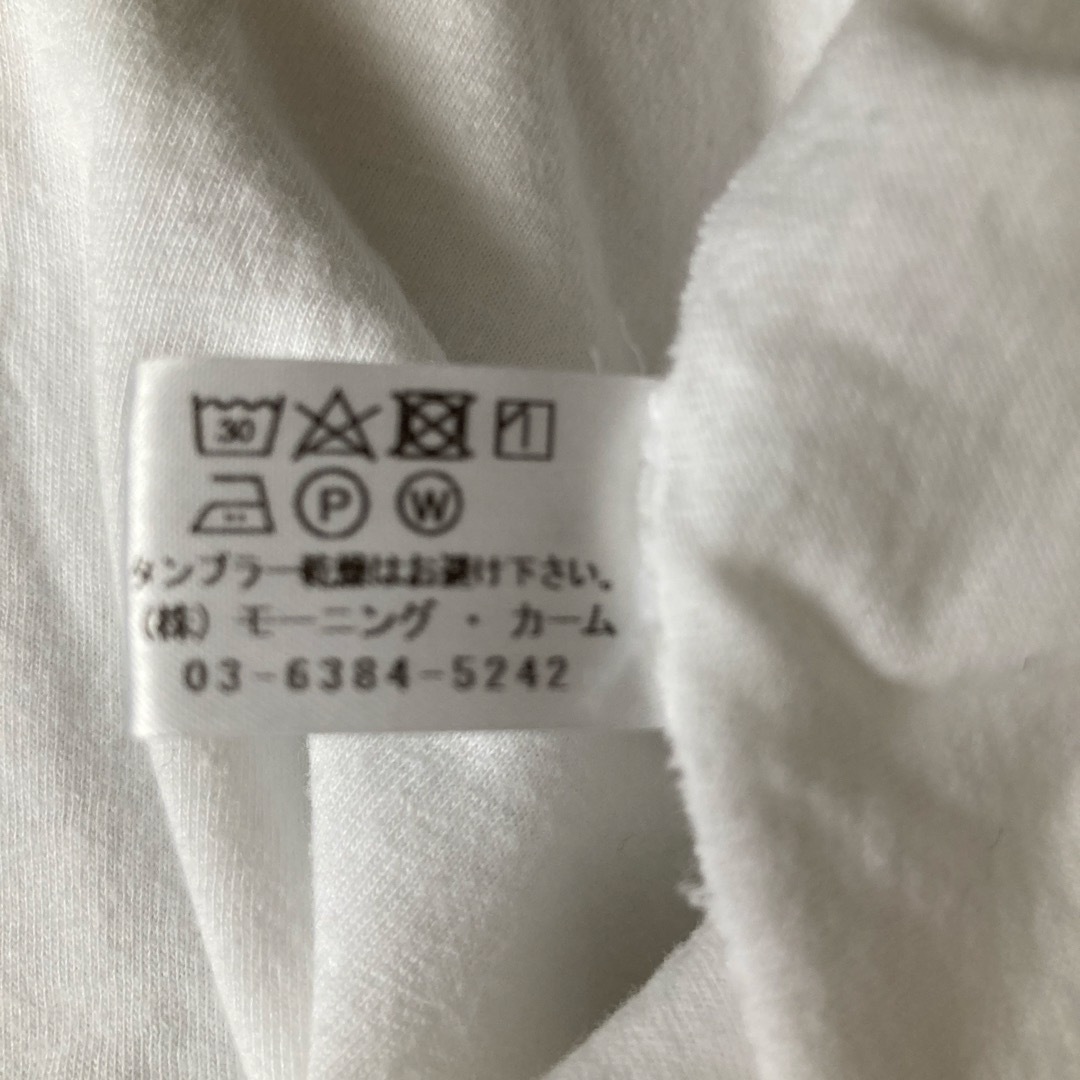 30
P W
タンブラー乾燥はお避け下さい。
(株) モーニング・カーム
03-6384-5242